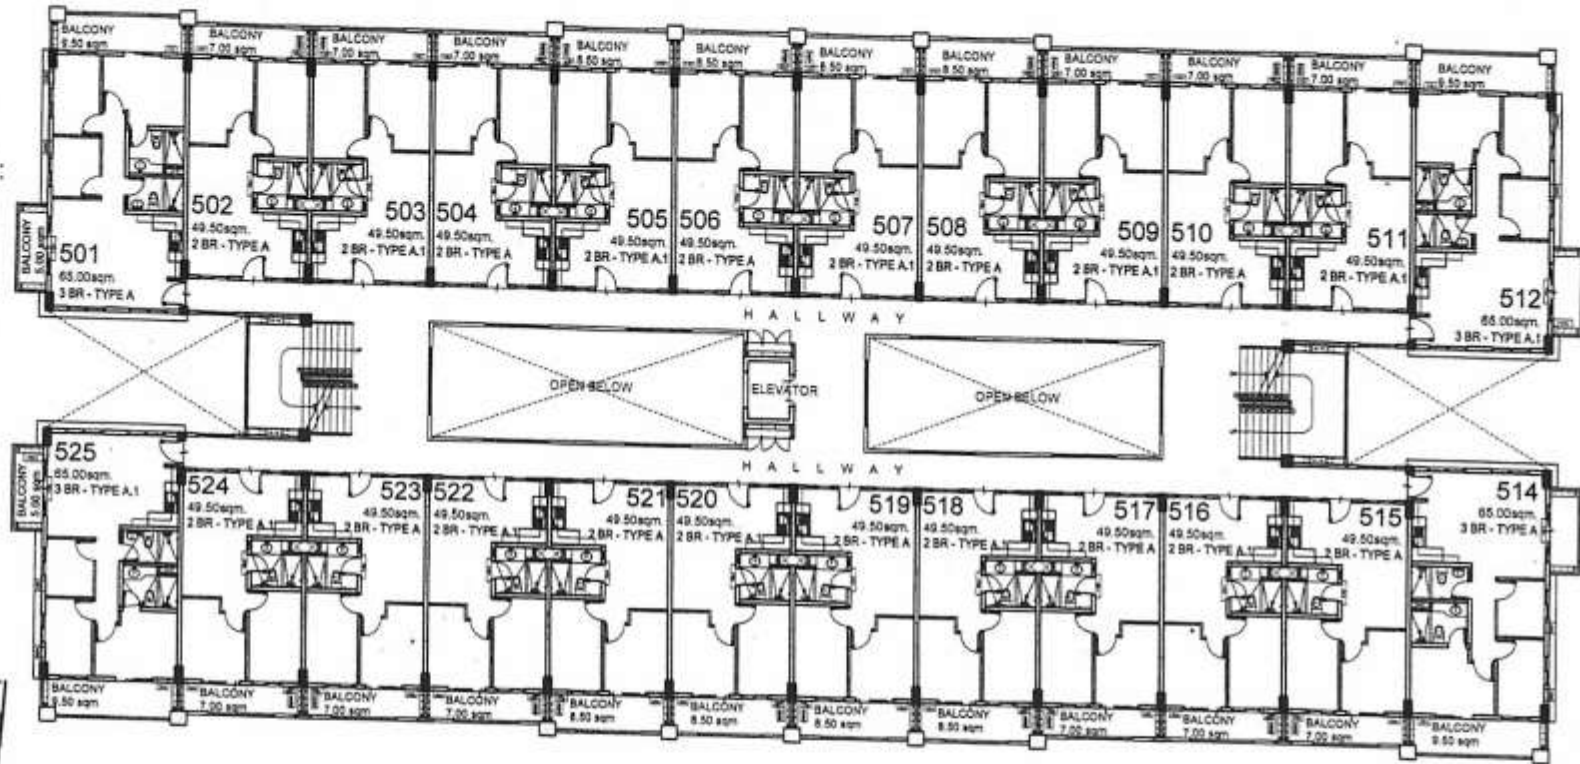 BALCONY
9.50 sqm
BALCONY
7.00 sqm
BALCONY
7.00 sqm
BALCONY
7.00 sqm
BALCONY
8.50 sqm
BALCONY
8.50 sqm
BALCONY
8.50 sqm
BALCONY
8.50 sqm
BALCONY
7.00 sqm
BALCONY
7.00 sqm
BALCONY
7.00 sqm
BALCONY
9.50 sqm
BALCONY
5.00 sqm
501
65.00sqm.
3 BR - TYPE A
502
49.50sqm.
2 BR - TYPE A
503
49.50sqm.
2 BR - TYPE A.1
504
49.50sqm.
2 BR - TYPE A
505
49.50sqm.
2 BR - TYPE A.1
506
49.50sqm.
2 BR - TYPE A
507
49.50sqm.
2 BR - TYPE A.1
508
49.50sqm.
2 BR - TYPE A
509
49.50sqm.
2 BR - TYPE A.1
510
49.50sqm.
2 BR - TYPE A
511
49.50sqm.
2 BR - TYPE A.1
512
65.00sqm.
3 BR - TYPE A.1
HALLWAY
OPEN BELOW
ELEVATOR
OPEN BELOW
HALLWAY
BALCONY
5.00 sqm
525
65.00sqm.
3 BR - TYPE A.1
524
49.50sqm.
2 BR - TYPE A.1
523
49.50sqm.
2 BR - TYPE A
522
49.50sqm.
2 BR - TYPE A.1
521
49.50sqm.
2 BR - TYPE A
520
49.50sqm.
2 BR - TYPE A.1
519
49.50sqm.
2 BR - TYPE A
518
49.50sqm.
2 BR - TYPE A.1
517
49.50sqm.
2 BR - TYPE A
516
49.50sqm.
2 BR - TYPE A.1
515
49.50sqm.
2 BR - TYPE A
514
65.00sqm.
3 BR - TYPE A
BALCONY
9.50 sqm
BALCONY
7.00 sqm
BALCONY
7.00 sqm
BALCONY
7.00 sqm
BALCONY
8.50 sqm
BALCONY
8.50 sqm
BALCONY
8.50 sqm
BALCONY
8.50 sqm
BALCONY
7.00 sqm
BALCONY
7.00 sqm
BALCONY
7.00 sqm
BALCONY
9.50 sqm